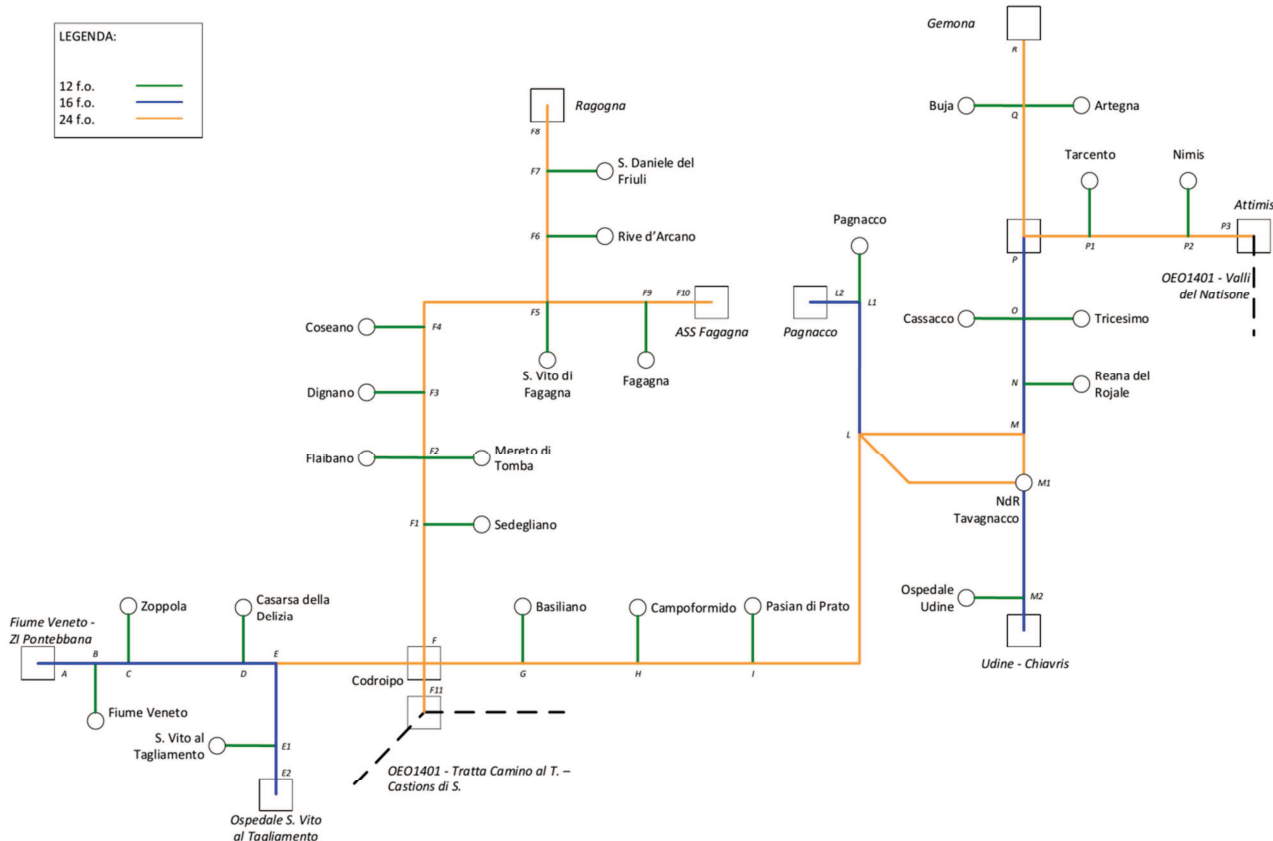 LEGENDA:
12 f.o.
16 f.o.
24 f.o.
Gemona
R
Buja
Artegna
Q
Tarcento
Nimis
Attimis
P
P1
P2
P3
OEO1401 - Valli
del Natisone
Cassacco
O
Tricesimo
N
Reana del
Rojale
M
M1
NdR
Tavagnacco
Ospedale
Udine
M2
Udine - Chiavris
Ragogna
F8
F7
S. Daniele del
Friuli
F6
Rive d'Arcano
F5
F9
F10
S. Vito di
Fagagna
Fagagna
ASS Fagagna
Pagnacco
L2
L1
Pagnacco
L
Coseano
F4
Dignano
F3
Flaibano
F2
Mereto di
Tomba
F1
Sedegliano
Fiume Veneto -
ZI Pontebbana
Zoppola
Casarsa della
Delizia
Basiliano
Campoformido
Pasian di Prato
A
B
C
D
E
F
G
H
I
Codroipo
F11
Fiume Veneto
S. Vito al
Tagliamento
E1
E2
Ospedale S. Vito
al Tagliamento
OEO1401 - Tratta Camino al T. –
Castions di S.